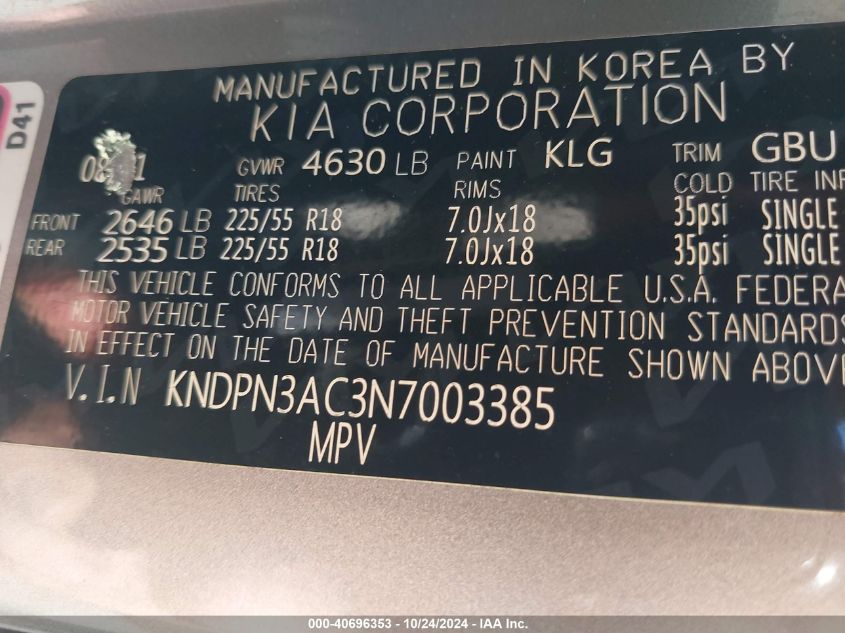 MANUFACTURED IN KOREA BY
KIA CORPORATION
GVWR 4630 LB PAINT KLG TRIM GBU
GAWR TIRES RIMS COLD TIRE INF
FRONT 2646 LB 225/55 R18 7.0Jx18 35psi SINGLE
REAR 2535 LB 225/55 R18 7.0Jx18 35psi SINGLE
THIS VEHICLE CONFORMS TO ALL APPLICABLE U.S.A. FEDERA
MOTOR VEHICLE SAFETY AND THEFT PREVENTION STANDARDS
IN EFFECT ON THE DATE OF MANUFACTURE SHOWN ABOVE
V.I.N KNDPN3AC3N7003385
MPV
D41
000-40696353 - 10/24/2024 - IAA Inc.